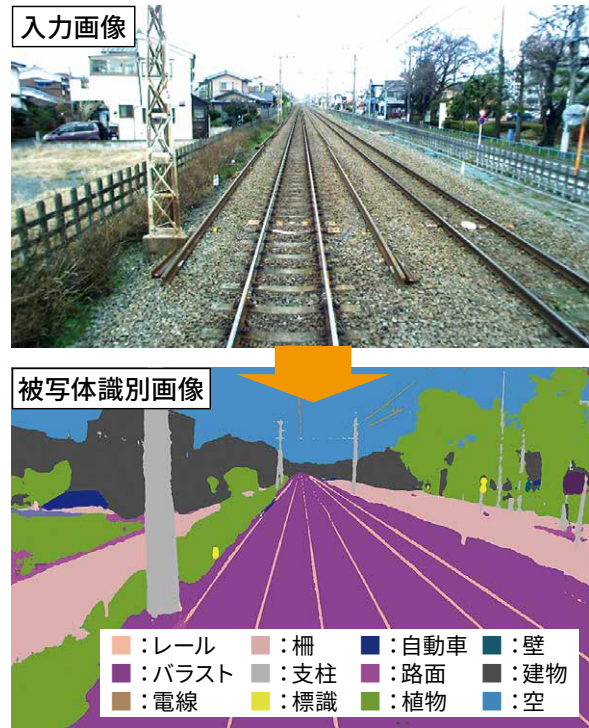 入力画像
被写体識別画像
：レール ：柵 ：自動車 ：壁
：バラスト ：支柱 ：路面 ：建物
：電線 ：標識 ：植物 ：空